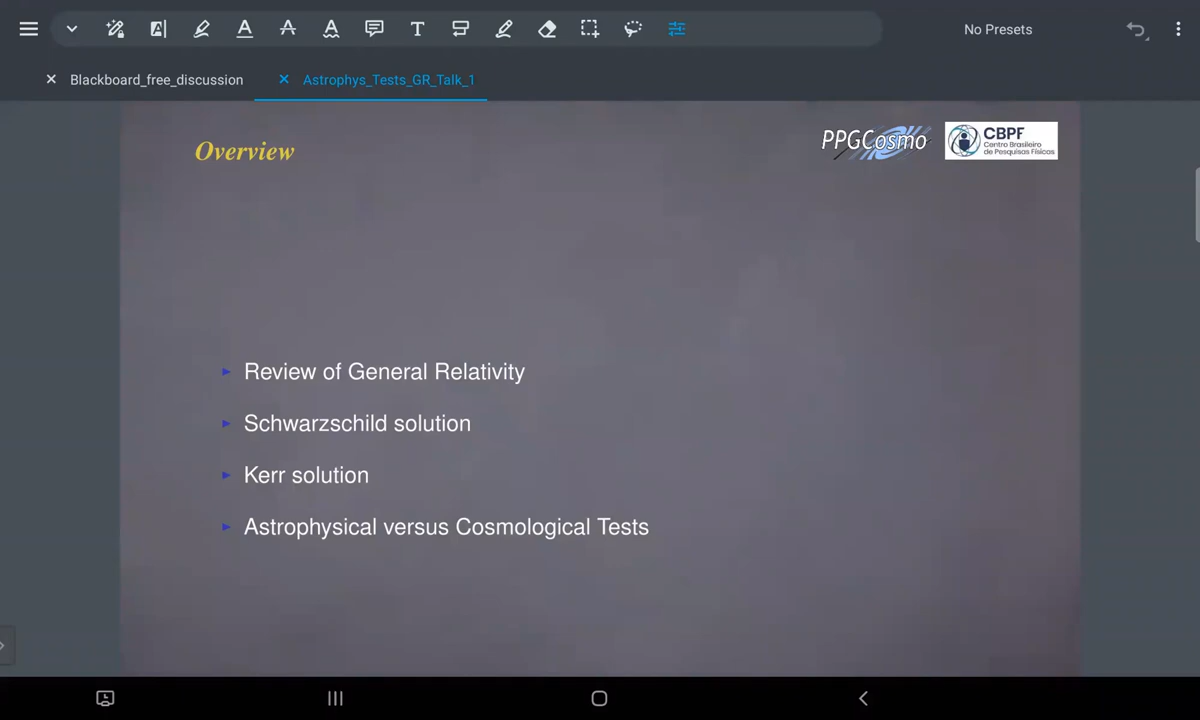 No Presets
Blackboard_free_discussion
Astrophys_Tests_GR_Talk_1
Overview
PPGCosmo
CBPF
Centro Brasileiro
de Pesquisas Físicas
Review of General Relativity
Schwarzschild solution
Kerr solution
Astrophysical versus Cosmological Tests